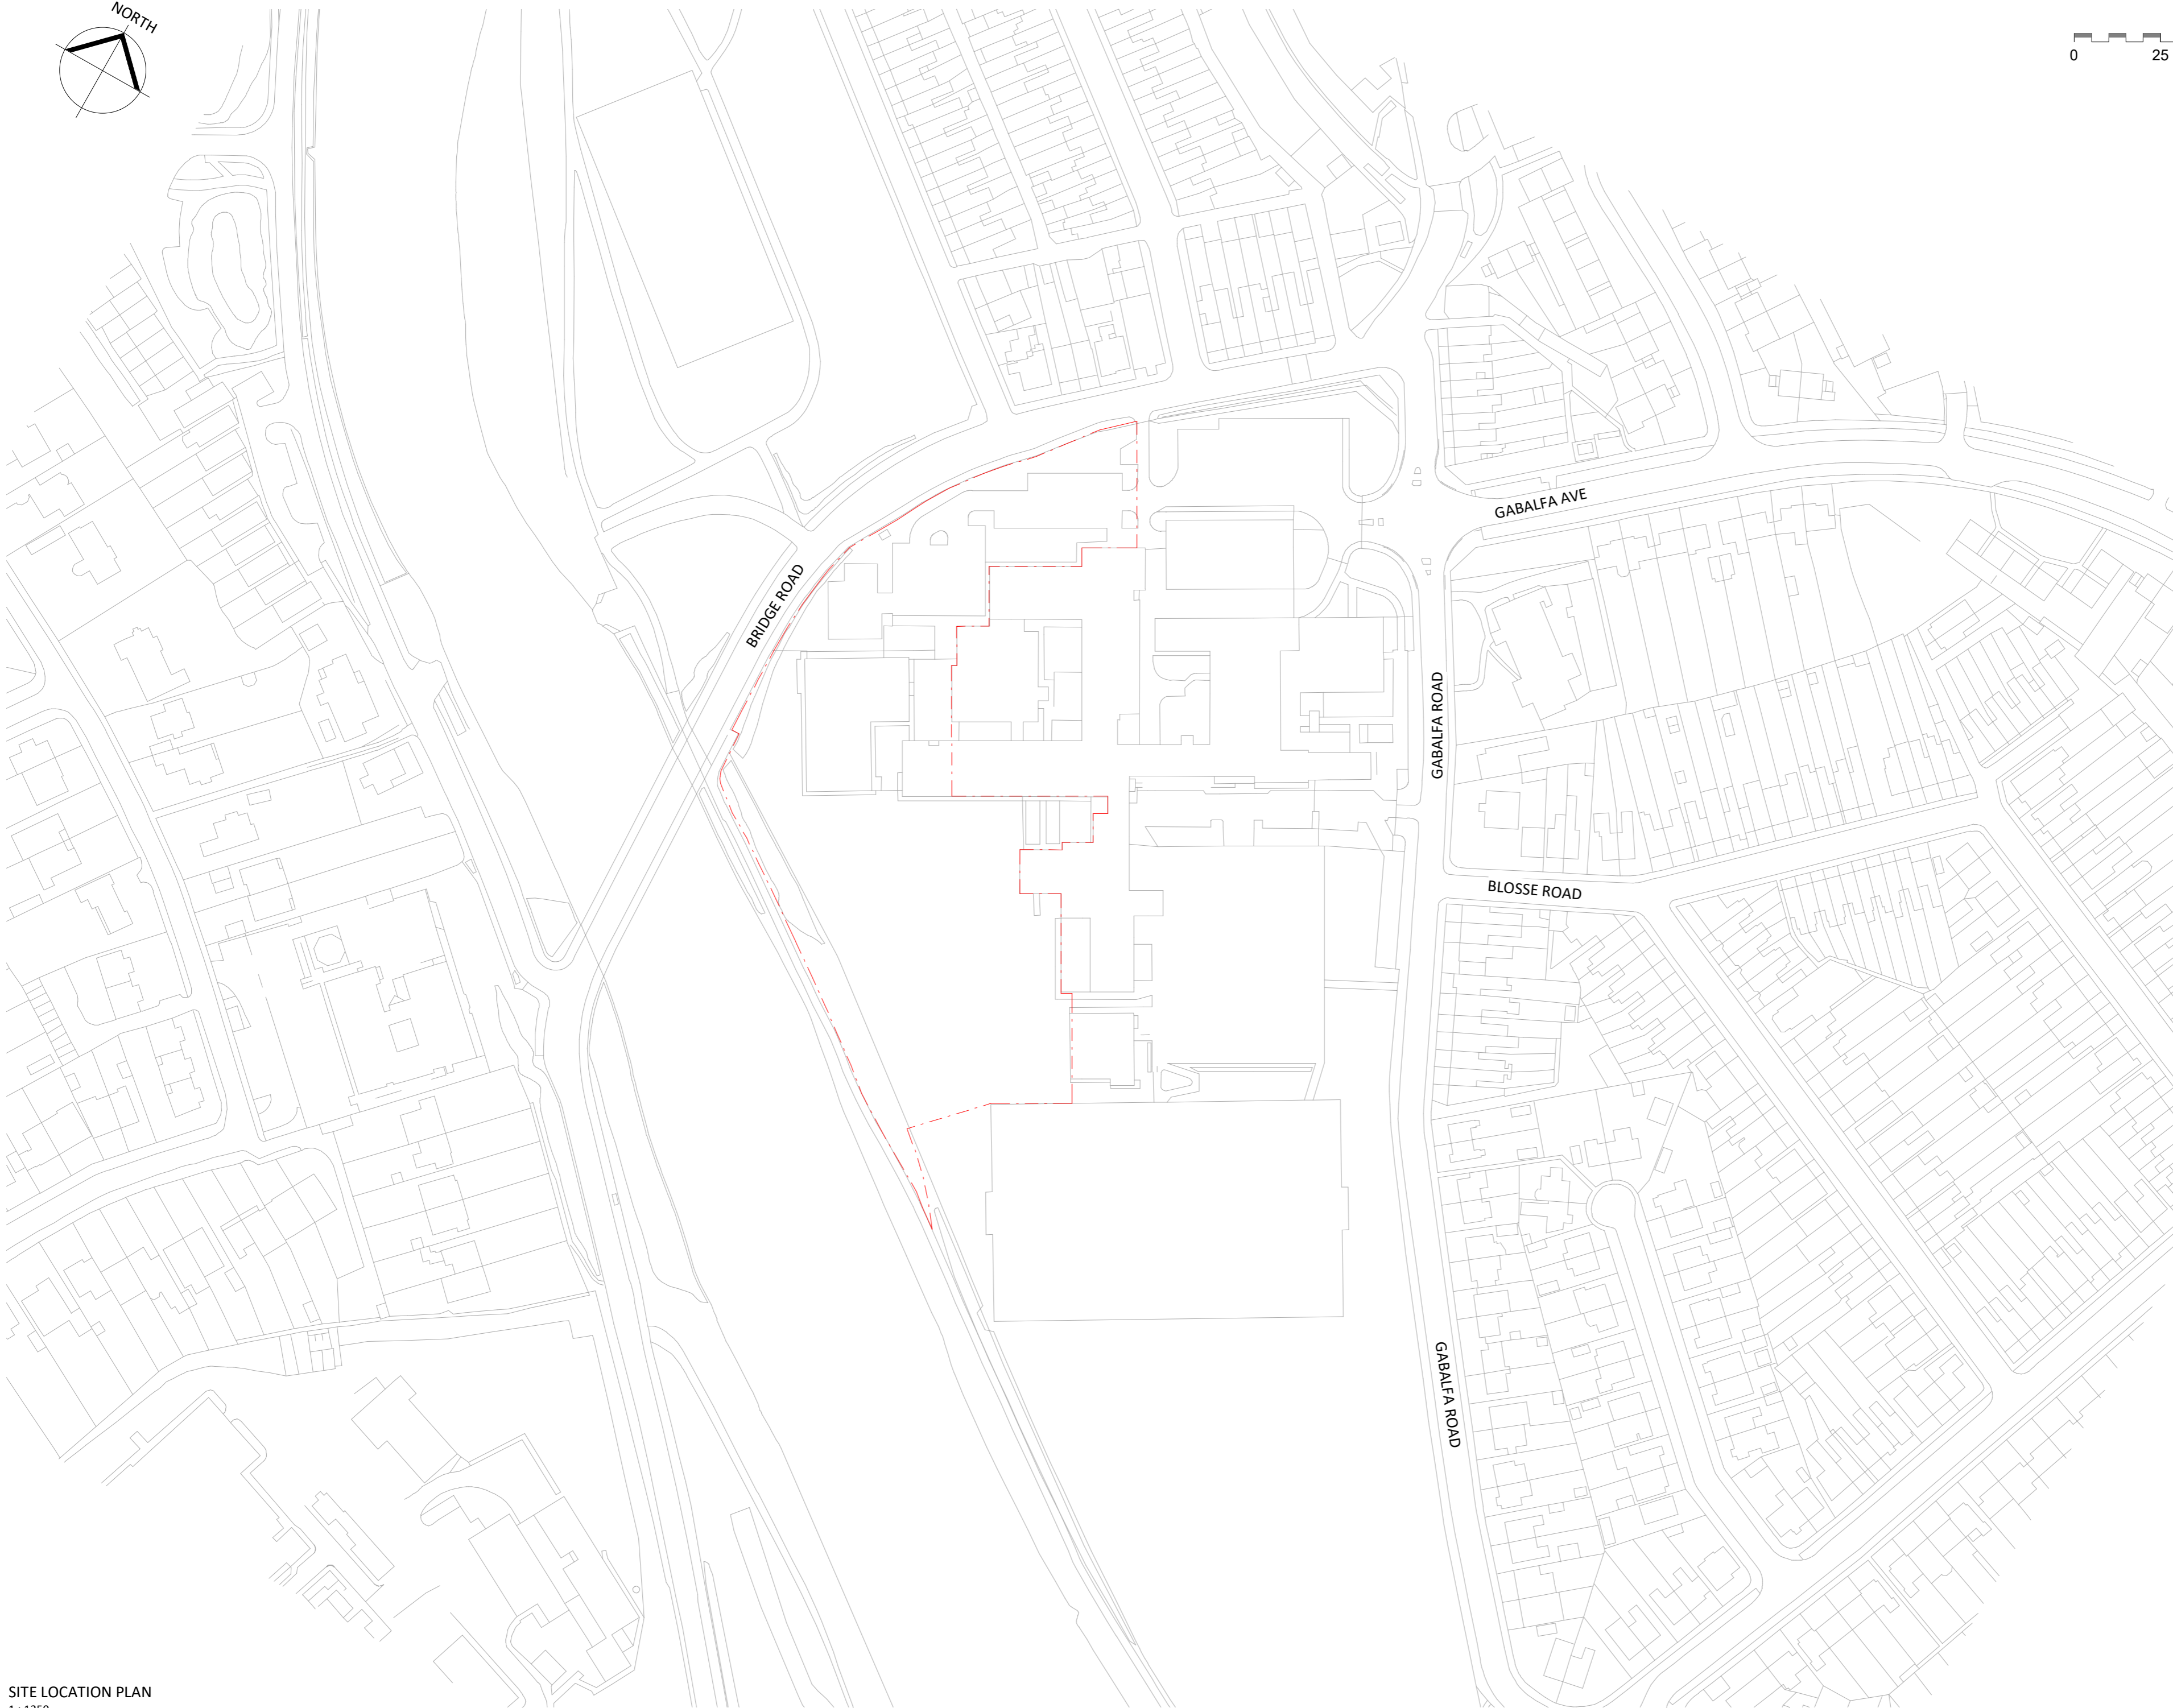 NORTH
0 25
GABALFA AVE
BRIDGE ROAD
GABALFA ROAD
BLOSSE ROAD
GABALFA ROAD
SITE LOCATION PLAN